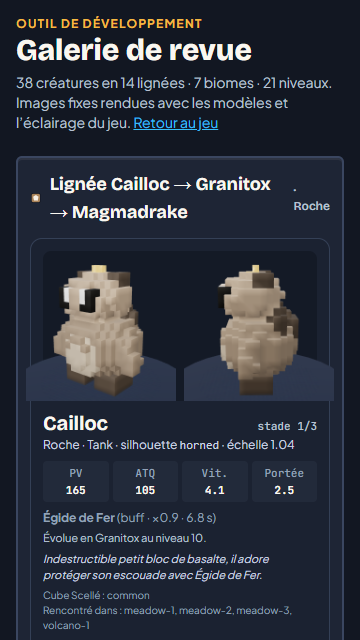 OUTIL DE DÉVELOPPEMENT
Galerie de revue
38 créatures en 14 lignées · 7 biomes · 21 niveaux.
Images fixes rendues avec les modèles et
l'éclairage du jeu. Retour au jeu
Lignée Cailloc → Granitox
→ Magmadrake
· Roche
Cailloc
stade 1/3
Roche · Tank · silhouette horned · échelle 1.04
PV ATQ Vit. Portée
165 105 4.1 2.5
Égide de Fer (buff · ×0.9 · 6.8 s)
Évolue en Granitox au niveau 10.
Indestructible petit bloc de basalte, il adore
protéger son escouade avec Égide de Fer.
Cube Scellé : common
Rencontré dans : meadow-1, meadow-2, meadow-3,
volcano-1